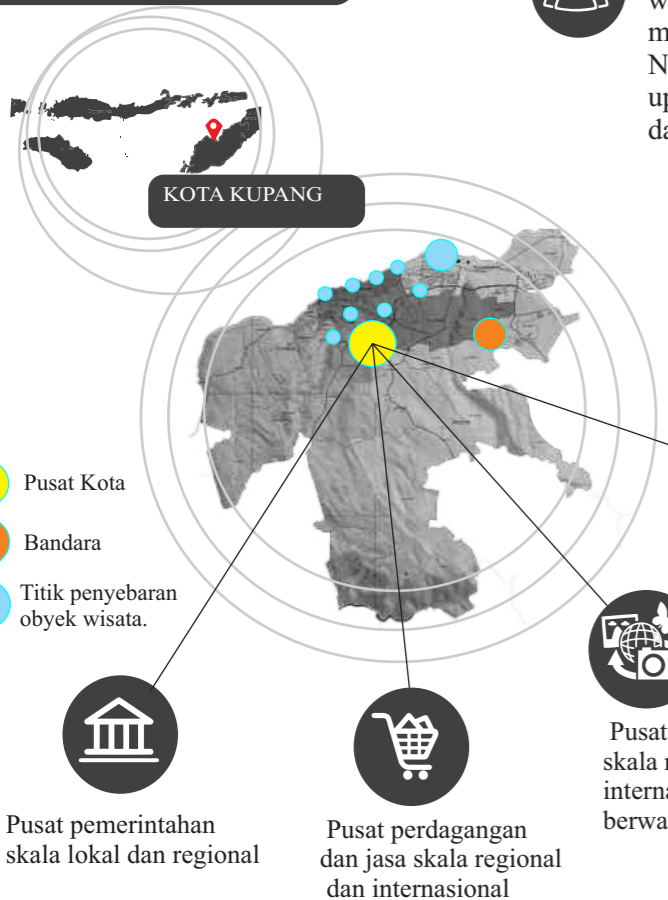 KOTA KUPANG
Pusat Kota
Bandara
Titik penyebaran
obyek wisata.
Pusat pemerintahan
skala lokal dan regional
Pusat perdagangan
dan jasa skala regional
dan internasional
Pusat
skala